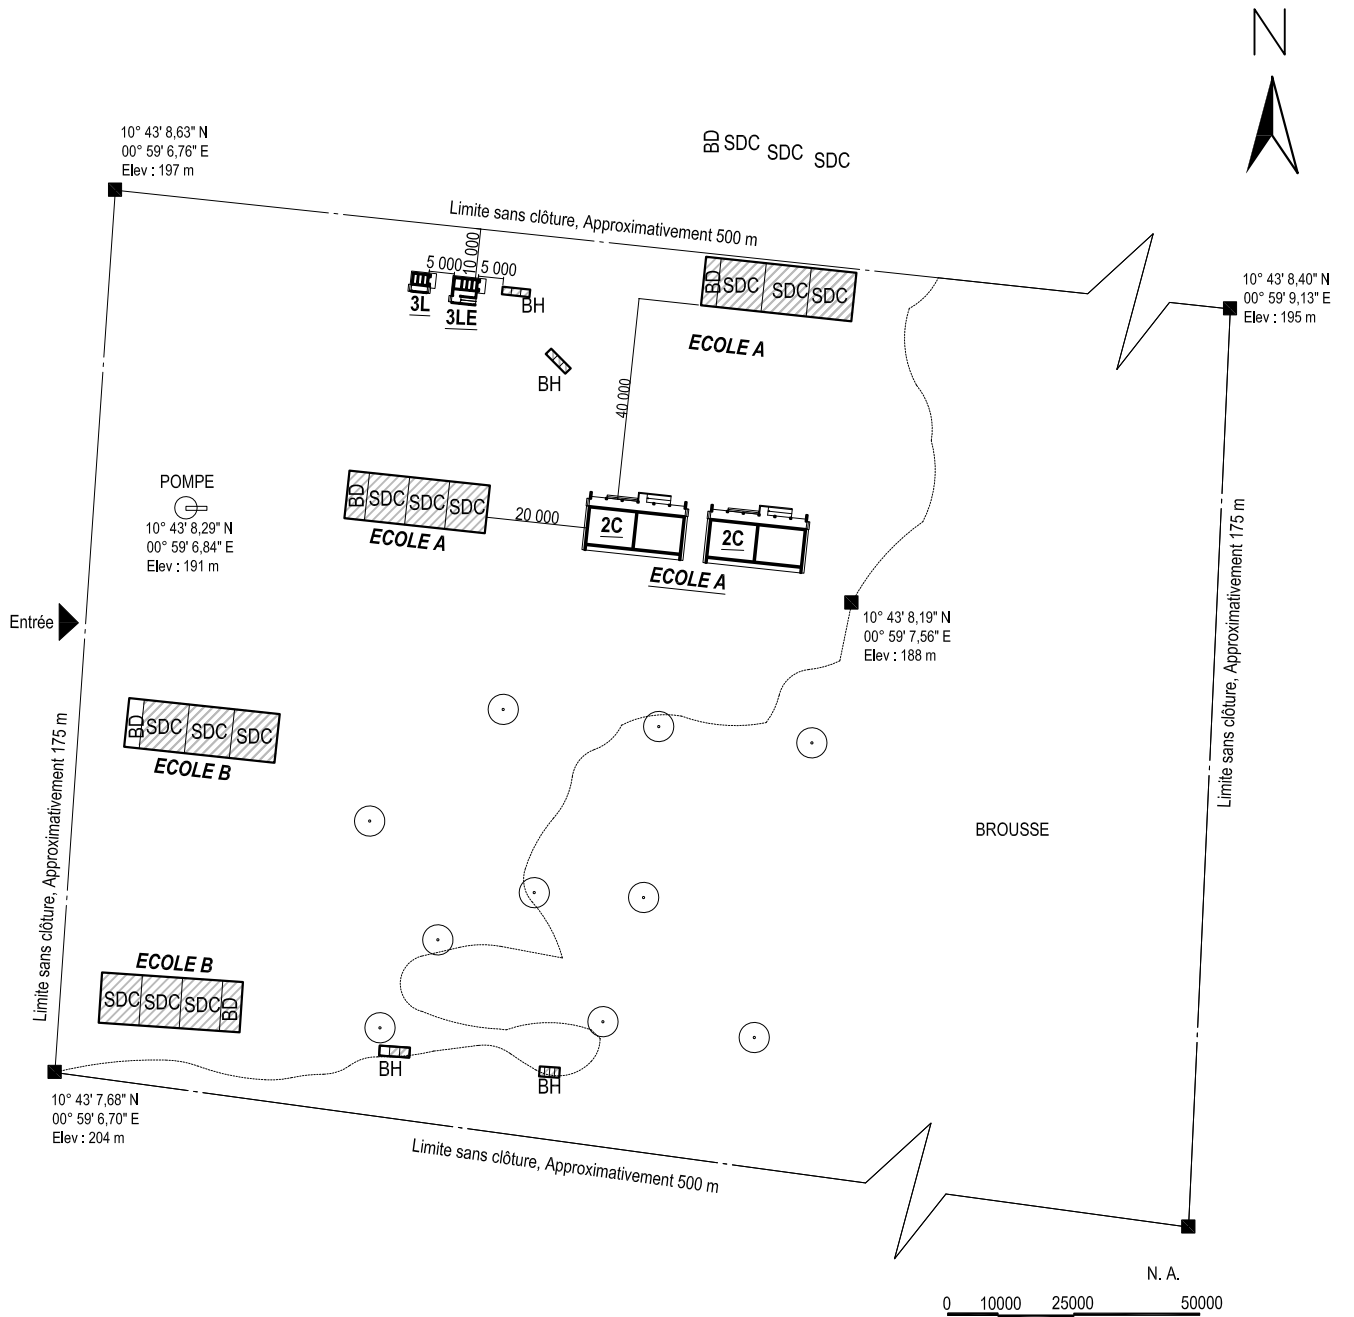 N
10° 43' 8,63" N
00° 59' 6,76" E
Elev : 197 m
BD SDC SDC SDC
Limite sans clôture, Approximativement 500 m
10 000
5 000
5 000
3L
3LE
BH
BD SDC SDC SDC
ECOLE A
10° 43' 8,40" N
00° 59' 9,13" E
Elev : 195 m
BH
40 000
POMPE
10° 43' 8,29" N
00° 59' 6,84" E
Elev : 191 m
BD SDC SDC SDC
ECOLE A
20 000
2C
2C
ECOLE A
Limite sans clôture, Approximativement 175 m
Entrée
10° 43' 8,19" N
00° 59' 7,56" E
Elev : 188 m
BD SDC SDC SDC
ECOLE B
Limite sans clôture, Approximativement 175 m
BROUSSE
ECOLE B
SDC SDC SDC BD
BH
BH
10° 43' 7,68" N
00° 59' 6,70" E
Elev : 204 m
Limite sans clôture, Approximativement 500 m
N. A.
0 10000 25000 50000